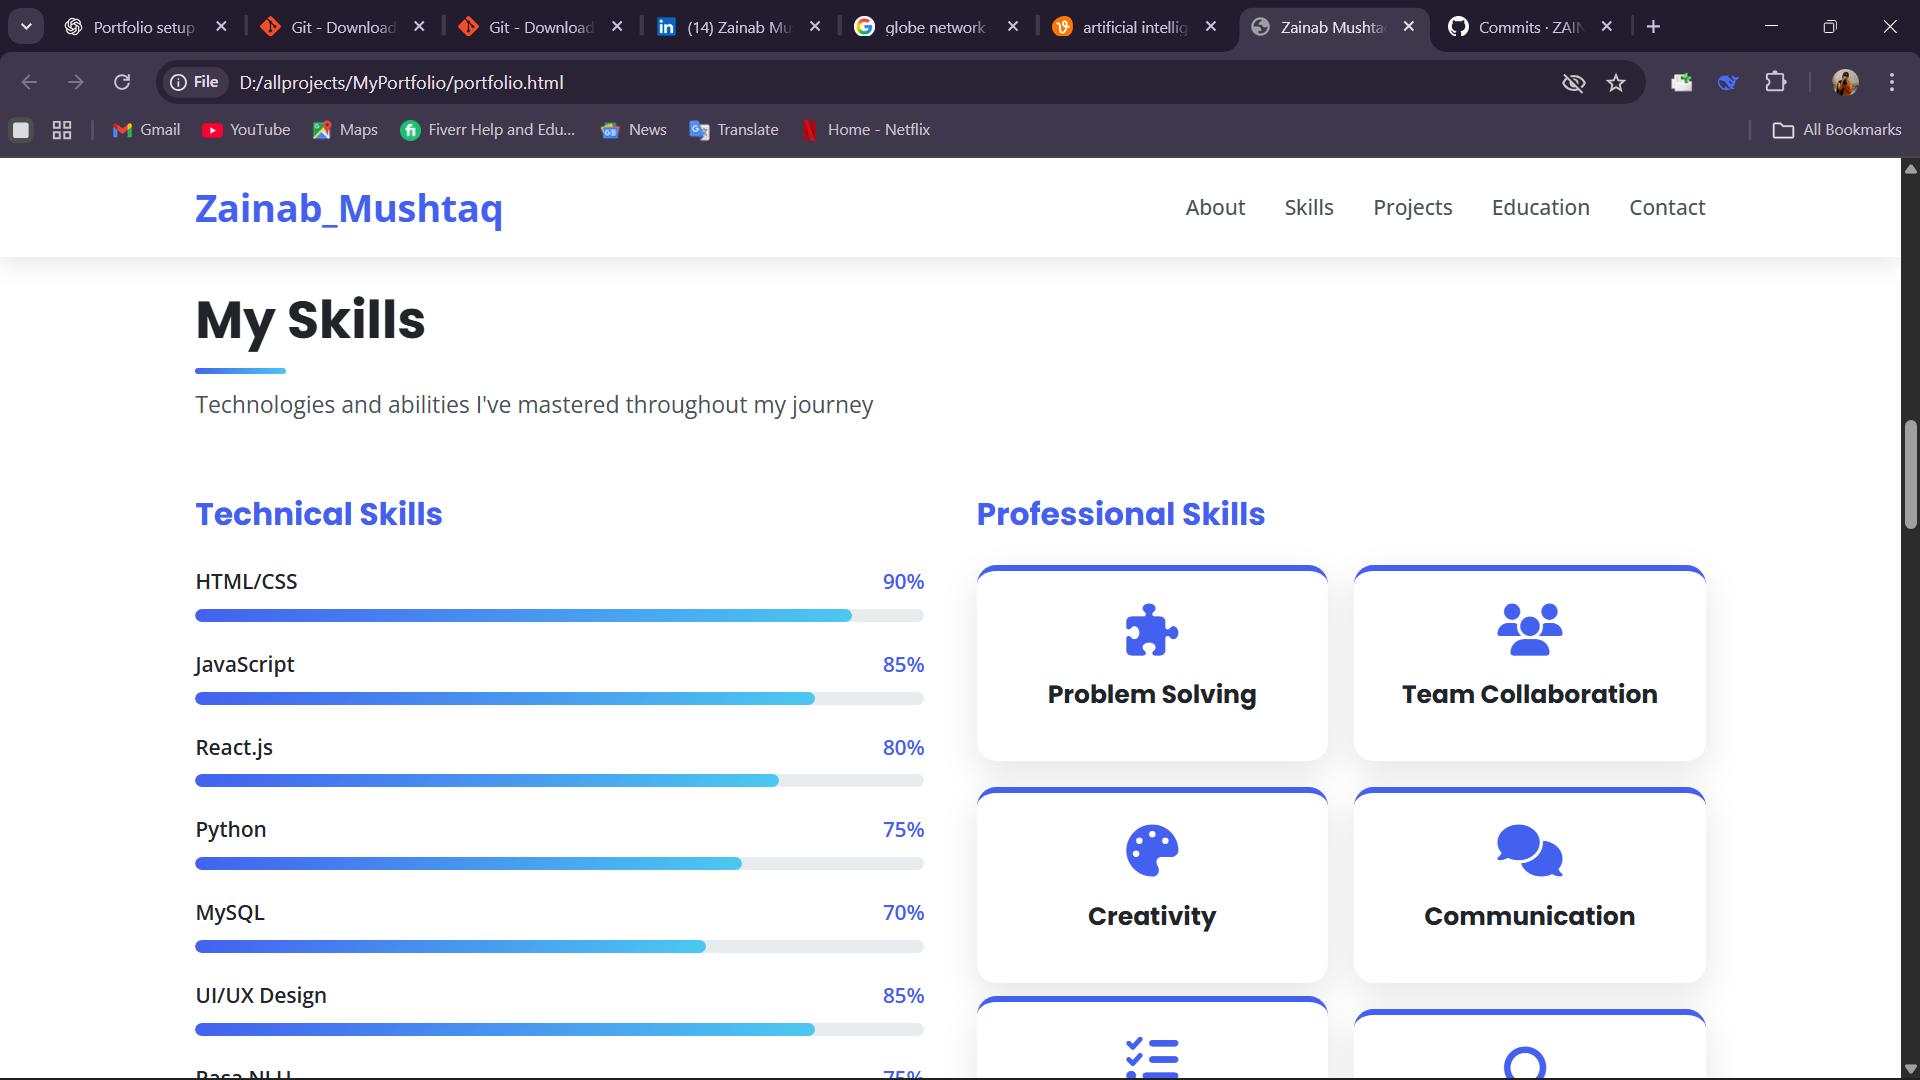 Portfolio setup
Git - Download
Git - Download
(14) Zainab Mus
globe network
artificial intellig
Zainab Mushta
Commits · ZAIN
File
D:/allprojects/MyPortfolio/portfolio.html
Gmail
YouTube
Maps
Fiverr Help and Edu...
News
Translate
Home - Netflix
All Bookmarks
Zainab_Mushtaq
About
Skills
Projects
Education
Contact
My Skills
Technologies and abilities I've mastered throughout my journey
Technical Skills
HTML/CSS 90%
JavaScript 85%
React.js 80%
Python 75%
MySQL 70%
UI/UX Design 85%
Rasa NLU 75%
Professional Skills
Problem Solving
Team Collaboration
Creativity
Communication